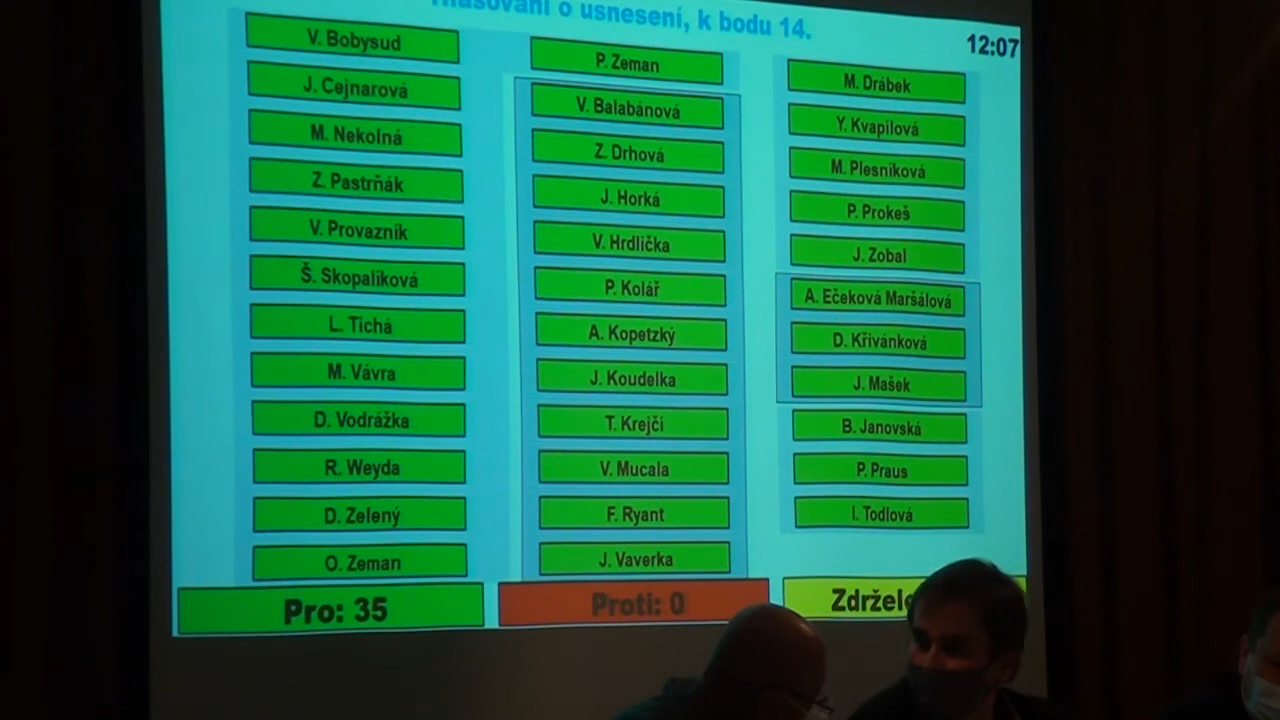 Hlasování o usnesení, k bodu 14.
12:07
V. Bobysud
J. Cejnarová
M. Nekolná
Z. Pastrňák
V. Provazník
Š. Skopalíková
L. Tichá
M. Vávra
D. Vodrážka
R. Weyda
D. Zelený
O. Zeman
P. Zeman
V. Balabánová
Z. Drhová
J. Horká
V. Hrdlička
P. Kolář
A. Kopetzký
J. Koudelka
T. Krejčí
V. Mucala
F. Ryant
J. Vaverka
M. Drábek
Y. Kvapilová
M. Plesníková
P. Prokeš
J. Zobal
A. Ečeková Maršálová
D. Křivánková
J. Mašek
B. Janovská
P. Praus
I. Todlová
Pro: 35
Proti: 0